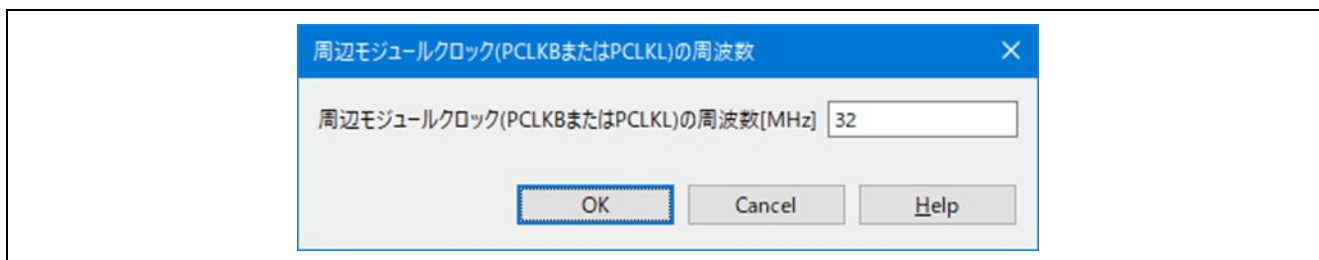 周辺モジュールクロック(PCLKBまたはPCLKL)の周波数
周辺モジュールクロック(PCLKBまたはPCLKL)の周波数[MHz] 32
OK Cancel Help